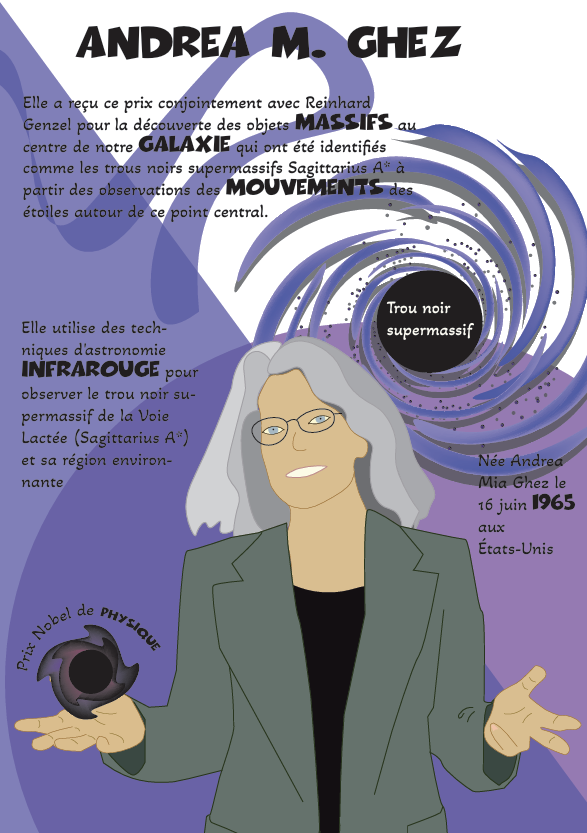 ANDREA M. GHEZ
Elle a reçu ce prix conjointement avec Reinhard
Genzel pour la découverte des objets MASSIFS au
centre de notre GALAXIE qui ont été identifiés
comme les trous noirs supermassifs Sagittarius A* à
partir des observations des MOUVEMENTS des
étoiles autour de ce point central.
Trou noir
supermassif
Elle utilise des tech-
niques d'astronomie
INFRAROUGE pour
observer le trou noir su-
permassif de la Voie
Lactée (Sagittarius A*)
et sa région environ-
nante
Née Andrea
Mia Ghez le
16 juin 1965
aux
États-Unis
Prix Nobel de PHYSIQUE